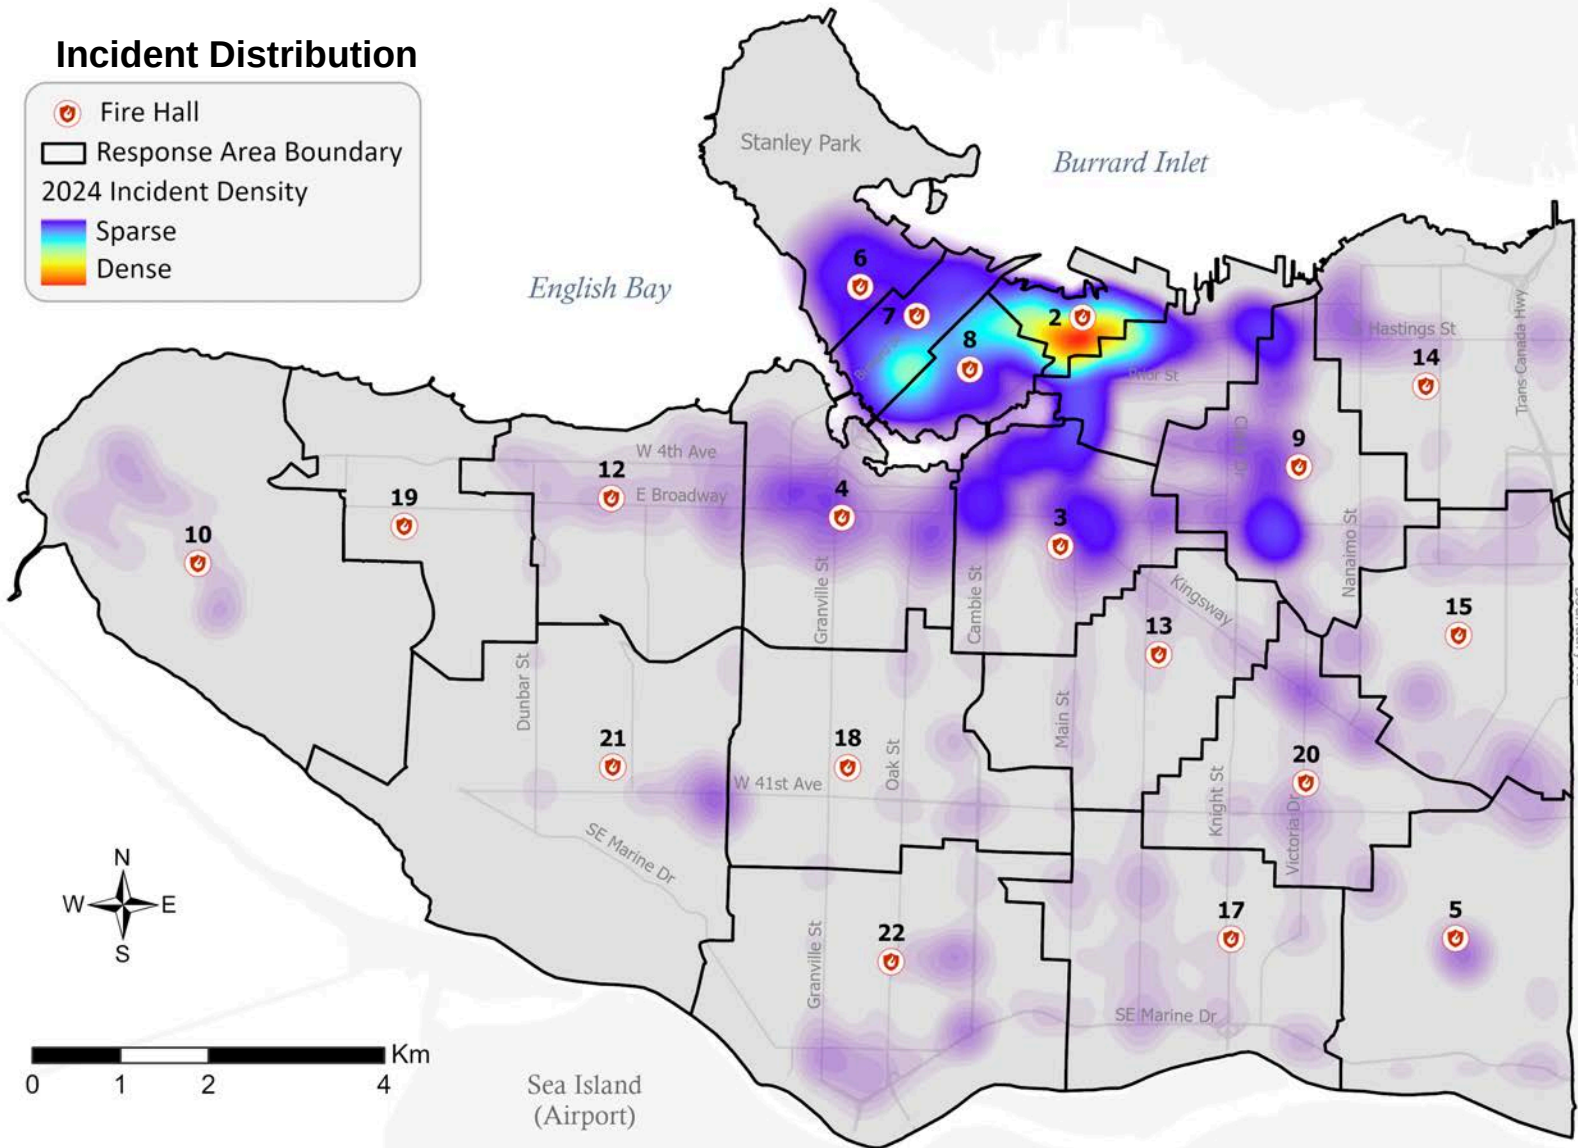 Incident Distribution
Fire Hall
Response Area Boundary
2024 Incident Density
Sparse
Dense
Stanley Park
Burrard Inlet
English Bay
6
7
2
8
Hastings St
Trans Canada Hwy
14
Prior St
9
W 4th Ave
12
E Broadway
4
19
10
3
Nanaimo St
Granville St
Cambie St
Kingsway
15
13
Dunbar St
Main St
21
18
Oak St
W 41st Ave
20
Knight St
Victoria Dr
SE Marine Dr
N
W E
S
22
17
5
Granville St
SE Marine Dr
Km
0 1 2 4
Sea Island
(Airport)